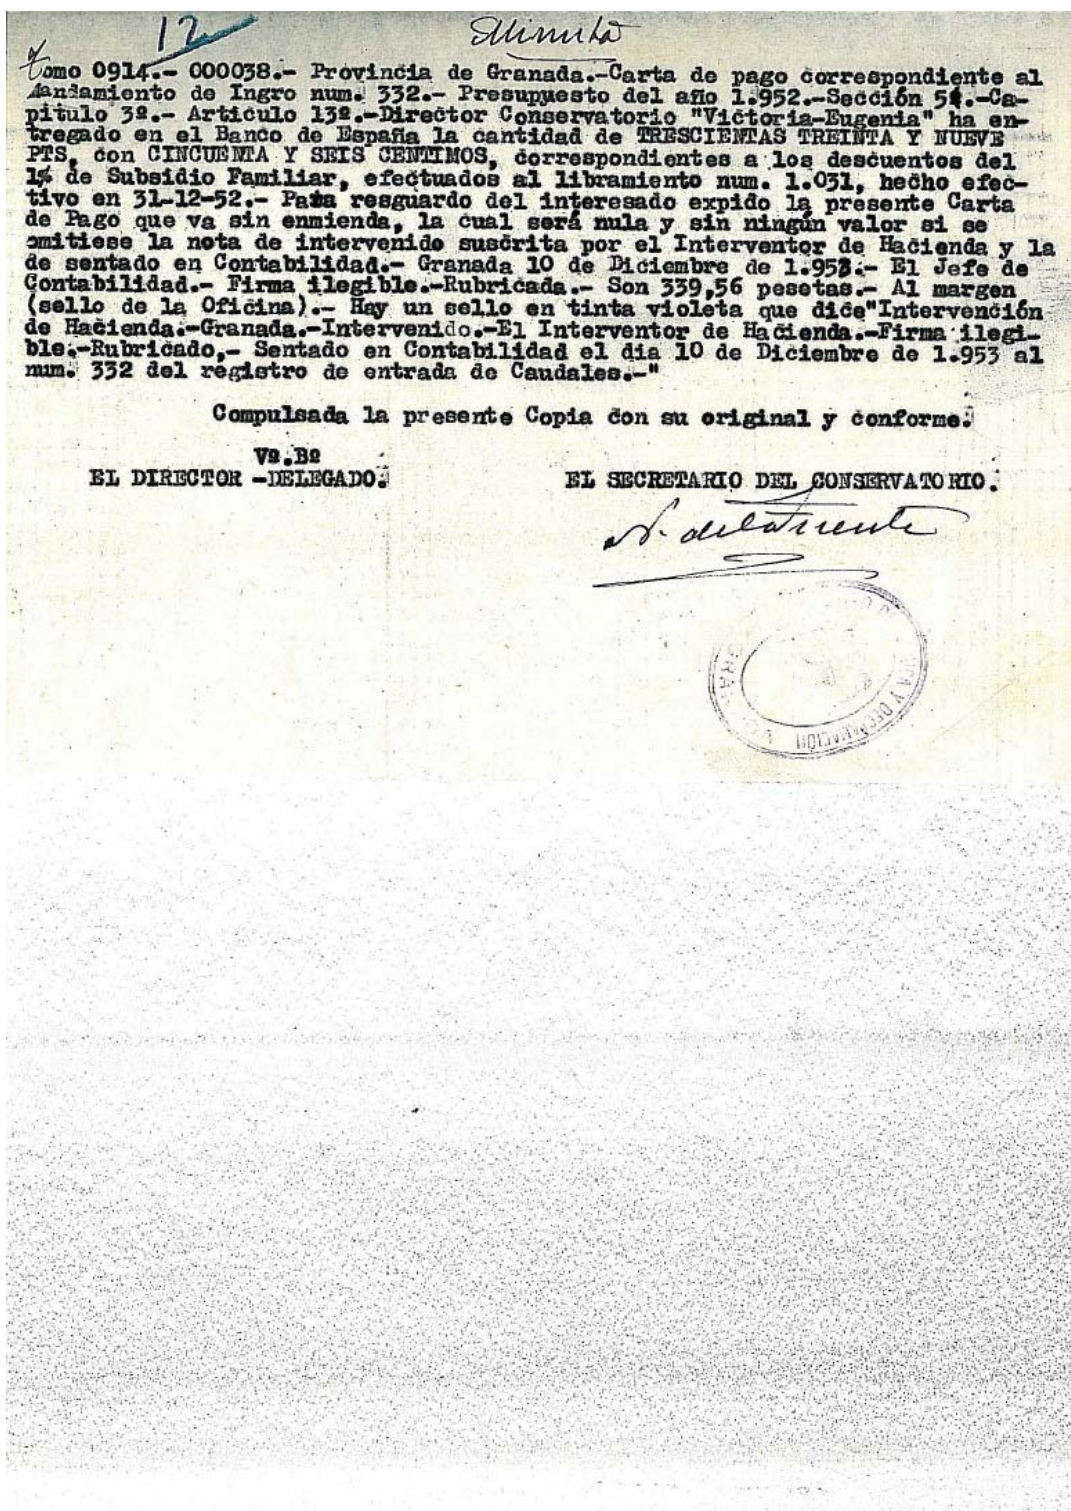 12
Minuta
Tomo 0914.- 000038.- Provincia de Granada.-Carta de pago correspondiente al
Mandamiento de Ingro num. 332.- Presupuesto del año 1.952.-Sección 5ª.-Ca-
pitulo 3º.- Articulo 13º.-Director Conservatorio "Victoria-Eugenia" ha en-
tregado en el Banco de España la cantidad de TRESCIENTAS TREINTA Y NUEVE
PTS, con CINCUENTA Y SEIS CENTIMOS, correspondientes a los descuentos del
1% de Subsidio Familiar, efectuados al libramiento num. 1.031, hecho efec-
tivo en 31-12-52.- Para resguardo del interesado expido la presente Carta
de Pago que va sin enmienda, la cual será nula y sin ningún valor si se
omitiese la nota de intervenido suscrita por el Interventor de Hacienda y la
de sentado en Contabilidad.- Granada 10 de Diciembre de 1.953.- El Jefe de
Contabilidad.- Firma ilegible.-Rubricada.- Son 339,56 pesetas.- Al margen
(sello de la Oficina).- Hay un sello en tinta violeta que dice"Intervención
de Hacienda.-Granada.-Intervenido.-El Interventor de Hacienda.-Firma ilegi-
ble.-Rubricado,- Sentado en Contabilidad el dia 10 de Diciembre de 1.953 al
num. 332 del registro de entrada de Caudales.-"
Compulsada la presente Copia con su original y conforme.
Vº.Bº
EL DIRECTOR -DELEGADO.
EL SECRETARIO DEL CONSERVATORIO.
N. de la Fuente
Y DECLAMACION